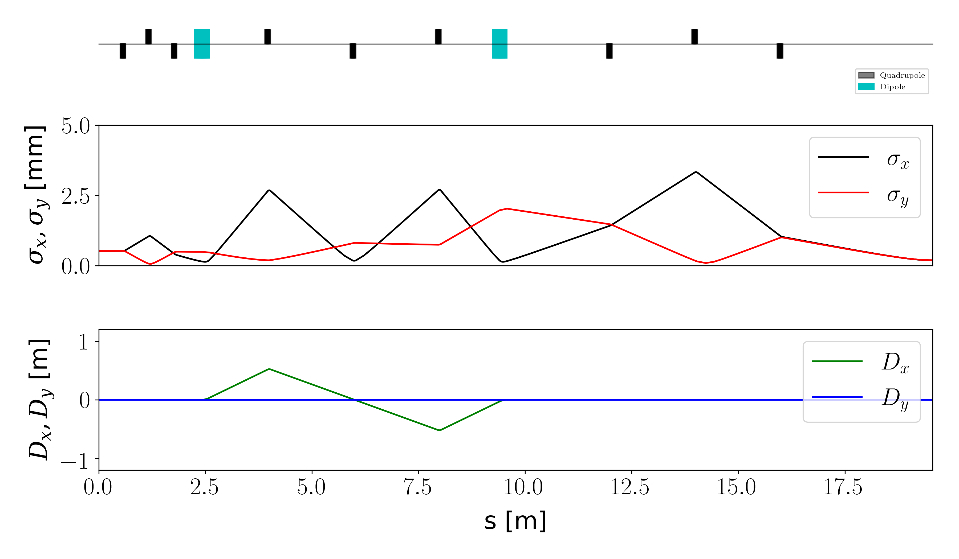 Quadrupole
Dipole
σx, σy [mm]
5.0
2.5
0.0
σx
σy
Dx, Dy [m]
1
0
−1
Dx
Dy
0.0 2.5 5.0 7.5 10.0 12.5 15.0 17.5
s [m]